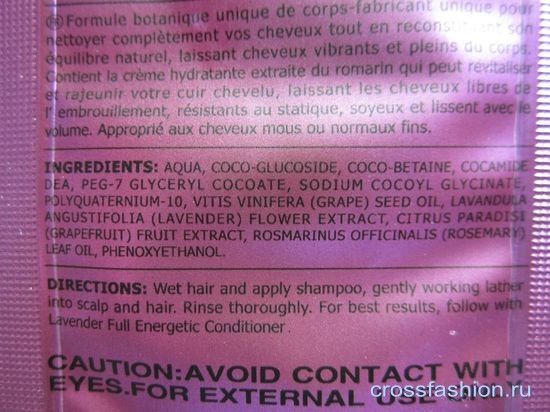 ®Formule botanique unique de corps-fabricant unique pour
nettoyer complètement vos cheveux tout en reconstituant son
équilibre naturel, laissant cheveux vibrants et pleins du corps.
Contient la crème hydratante extraite du romarin qui peut revitaliser
et rajeunir votre cuir chevelu, laissant les cheveux libres de
l' embrouillement, résistants au statique, soyeux et lissent avec le
volume. Approprié aux cheveux mous ou normaux fins.
INGREDIENTS: AQUA, COCO-GLUCOSIDE, COCO-BETAINE, COCAMIDE
DEA, PEG-7 GLYCERYL COCOATE, SODIUM COCOYL GLYCINATE,
POLYQUATERNIUM-10, VITIS VINIFERA (GRAPE) SEED OIL, LAVANDULA
ANGUSTIFOLIA (LAVENDER) FLOWER EXTRACT, CITRUS PARADISI
(GRAPEFRUIT) FRUIT EXTRACT, ROSMARINUS OFFICINALIS (ROSEMARY)
LEAF OIL, PHENOXYETHANOL.
DIRECTIONS: Wet hair and apply shampoo, gently working lather
into scalp and hair. Rinse thoroughly. For best results, follow with
Lavender Full Energetic Conditioner.
CAUTION:AVOID CONTACT WITH
EYES.FOR EXTERNAL USE ONLY
crossfashion.ru